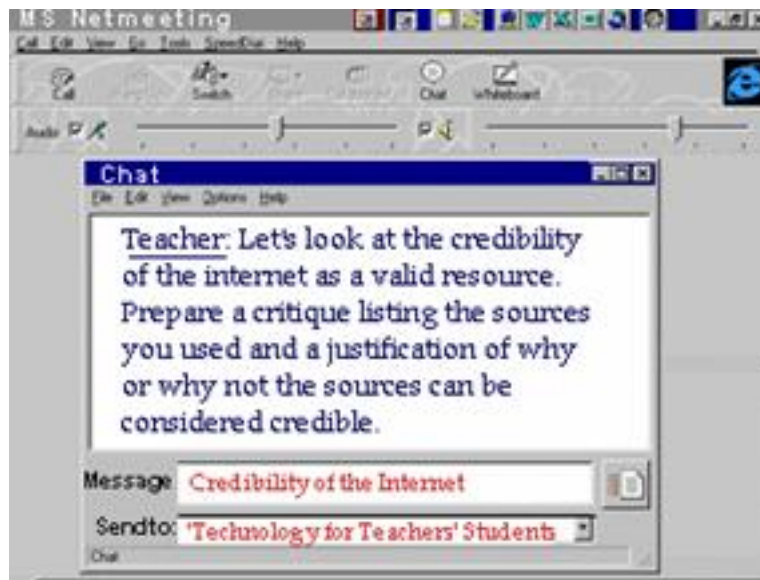 MS Netmeeting
Call Edit View Go Tools SpeedDial Help
Call Switch Chat Whiteboard
Audio
Chat
File Edit View Options Help
Teacher: Let's look at the credibility
of the internet as a valid resource.
Prepare a critique listing the sources
you used and a justification of why
or why not the sources can be
considered credible.
Message Credibility of the Internet
Sendto: 'Technology for Teachers' Students
Chat